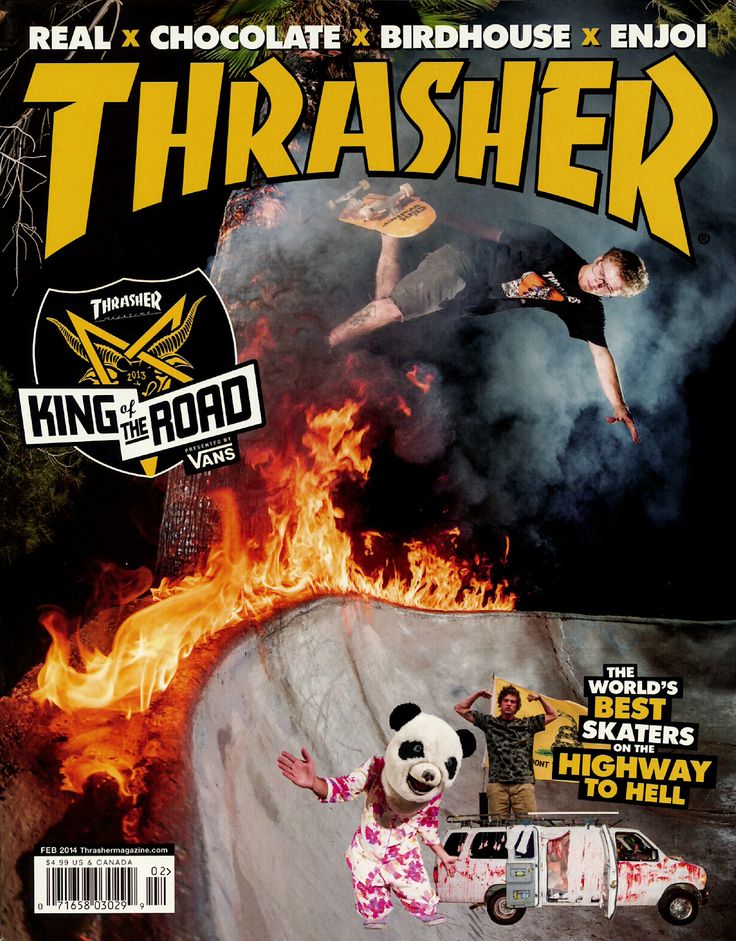 REAL x CHOCOLATE x BIRDHOUSE x ENJOI
THRASHER
®
THRASHER
MAGAZINE
2013
KING of THE ROAD
PRESENTED BY
VANS
THE
WORLD'S
BEST
SKATERS
ON THE
HIGHWAY
TO HELL
FEB 2014 Thrashermagazine.com
$4.99 US & CANADA
02>
0 71658 03029 9